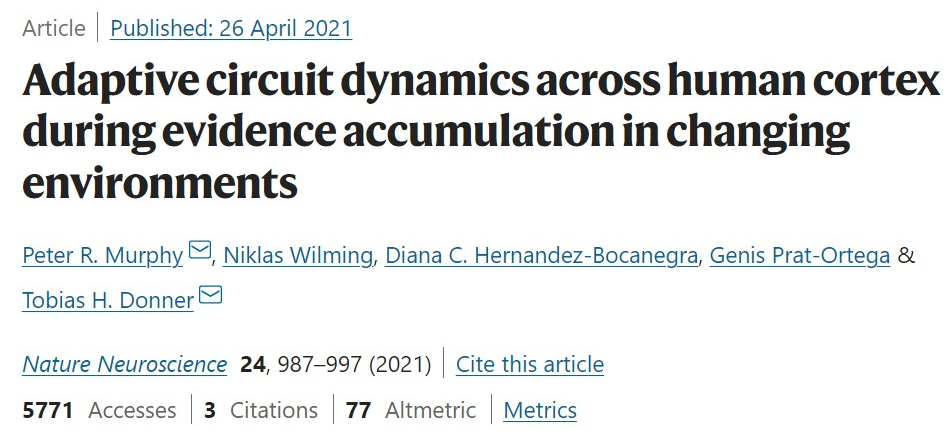 Article | Published: 26 April 2021
Adaptive circuit dynamics across human cortex
during evidence accumulation in changing
environments
Peter R. Murphy, Niklas Wilming, Diana C. Hernandez-Bocanegra, Genis Prat-Ortega &
Tobias H. Donner
Nature Neuroscience 24, 987–997 (2021) | Cite this article
5771 Accesses | 3 Citations | 77 Altmetric | Metrics